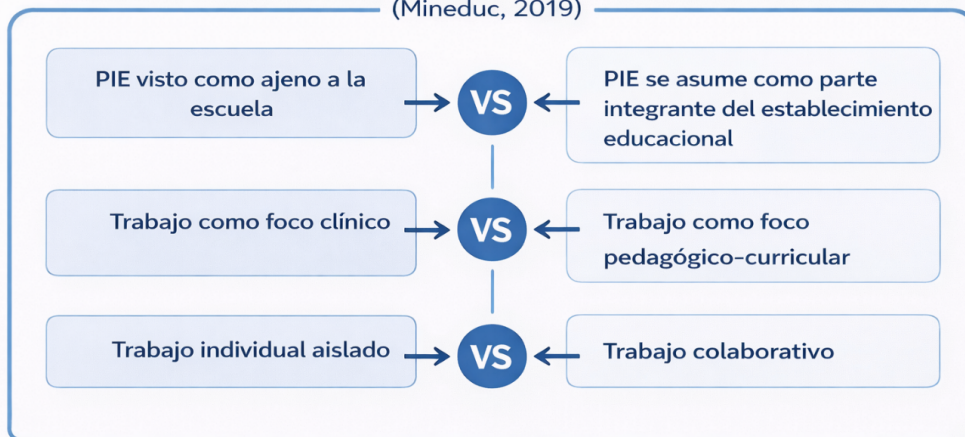 (Mineduc, 2019)
PIE visto como ajeno a la
escuela
VS
PIE se asume como parte
integrante del establecimiento
educacional
Trabajo como foco clínico
VS
Trabajo como foco
pedagógico-curricular
Trabajo individual aislado
VS
Trabajo colaborativo